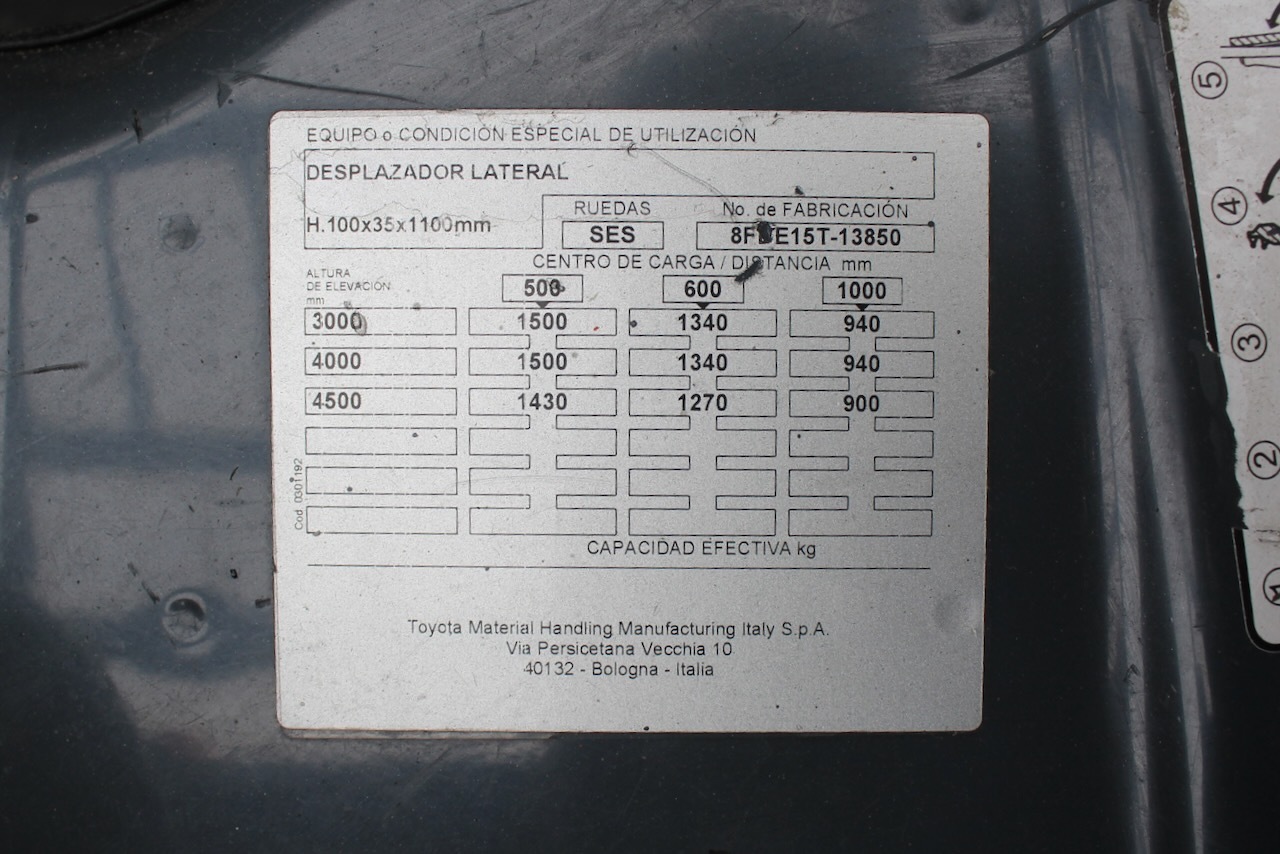 EQUIPO o CONDICIÓN ESPECIAL DE UTILIZACIÓN
DESPLAZADOR LATERAL
H.100x35x1100mm
RUEDAS
SES
No. de FABRICACIÓN
CENTRO DE CARGA / DISTANCIA mm
ALTURA
DE ELEVACIÓN
mm
500 600 1000
3000 1500 1340 940
4000 1500 1340 940
4500 1430 1270 900
Cod 0301192
CAPACIDAD EFECTIVA kg
Toyota Material Handling Manufacturing Italy S.p.A.
Via Persicetana Vecchia 10
40132 - Bologna - Italia
5
4
3
2